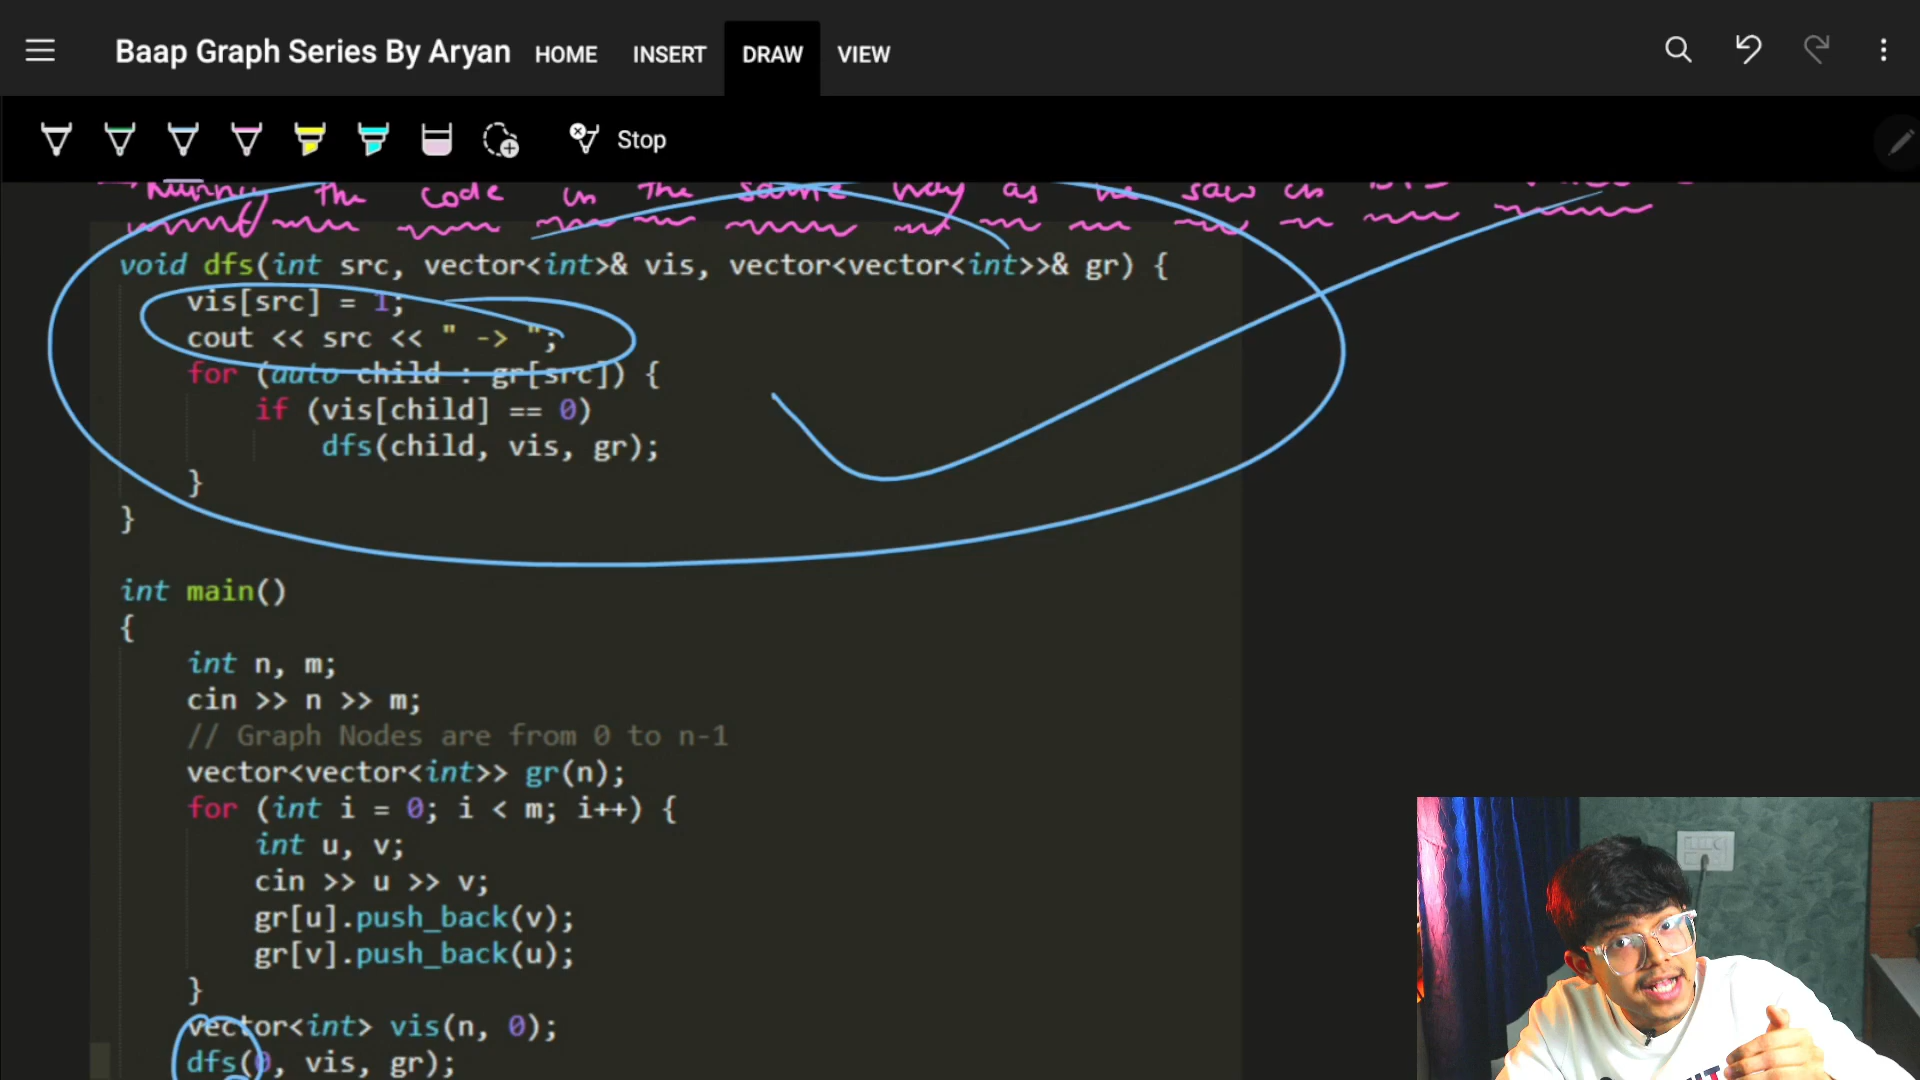 Baap Graph Series By Aryan HOME INSERT DRAW VIEW
Stop
the code in the same way as he saw in
void dfs(int src, vector<int>& vis, vector<vector<int>>& gr) {
vis[src] = 1;
cout << src << " -> ";
for (auto child : gr[src]) {
if (vis[child] == 0)
dfs(child, vis, gr);
}
}
int main()
{
int n, m;
cin >> n >> m;
// Graph Nodes are from 0 to n-1
vector<vector<int>> gr(n);
for (int i = 0; i < m; i++) {
int u, v;
cin >> u >> v;
gr[u].push_back(v);
gr[v].push_back(u);
}
vector<int> vis(n, 0);
dfs(0, vis, gr);